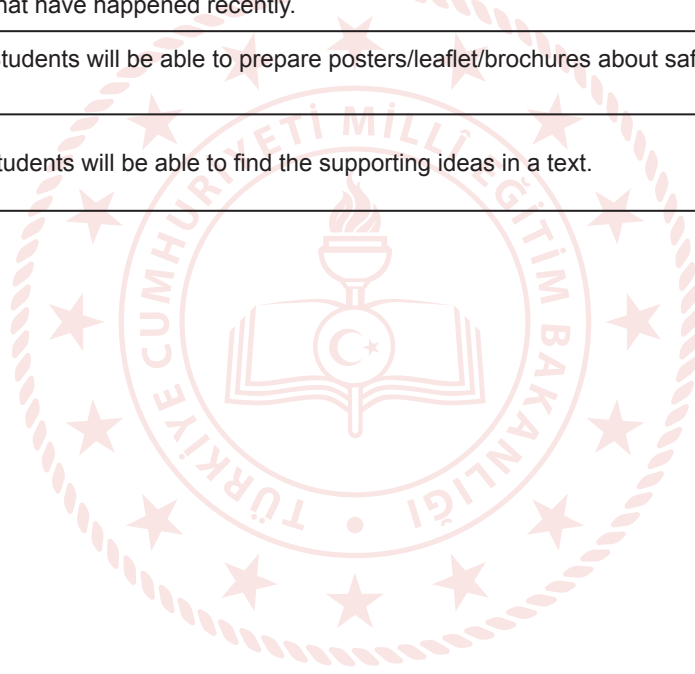 hat have happened recently.
tudents will be able to prepare posters/leaflet/brochures about saf
tudents will be able to find the supporting ideas in a text.
TÜRKİYE CUMHURİYETİ MİLLÎ EĞİTİM BAKANLIĞI